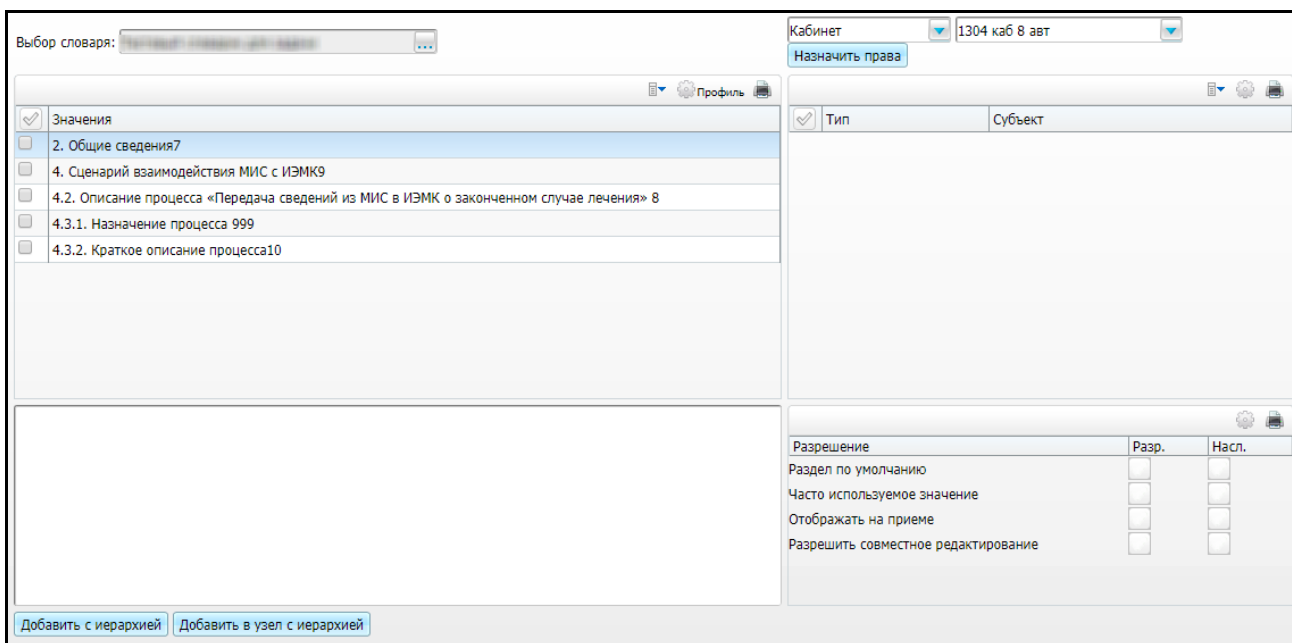 Выбор словаря: ...
Кабинет 1304 каб 8 авт
Назначить права
Профиль
Значения
2. Общие сведения7
4. Сценарий взаимодействия МИС с ИЭМК9
4.2. Описание процесса «Передача сведений из МИС в ИЭМК о законченном случае лечения» 8
4.3.1. Назначение процесса 999
4.3.2. Краткое описание процесса10
Тип Субъект
Разрешение Разр. Насл.
Раздел по умолчанию
Часто используемое значение
Отображать на приеме
Разрешить совместное редактирование
Добавить с иерархией Добавить в узел с иерархией